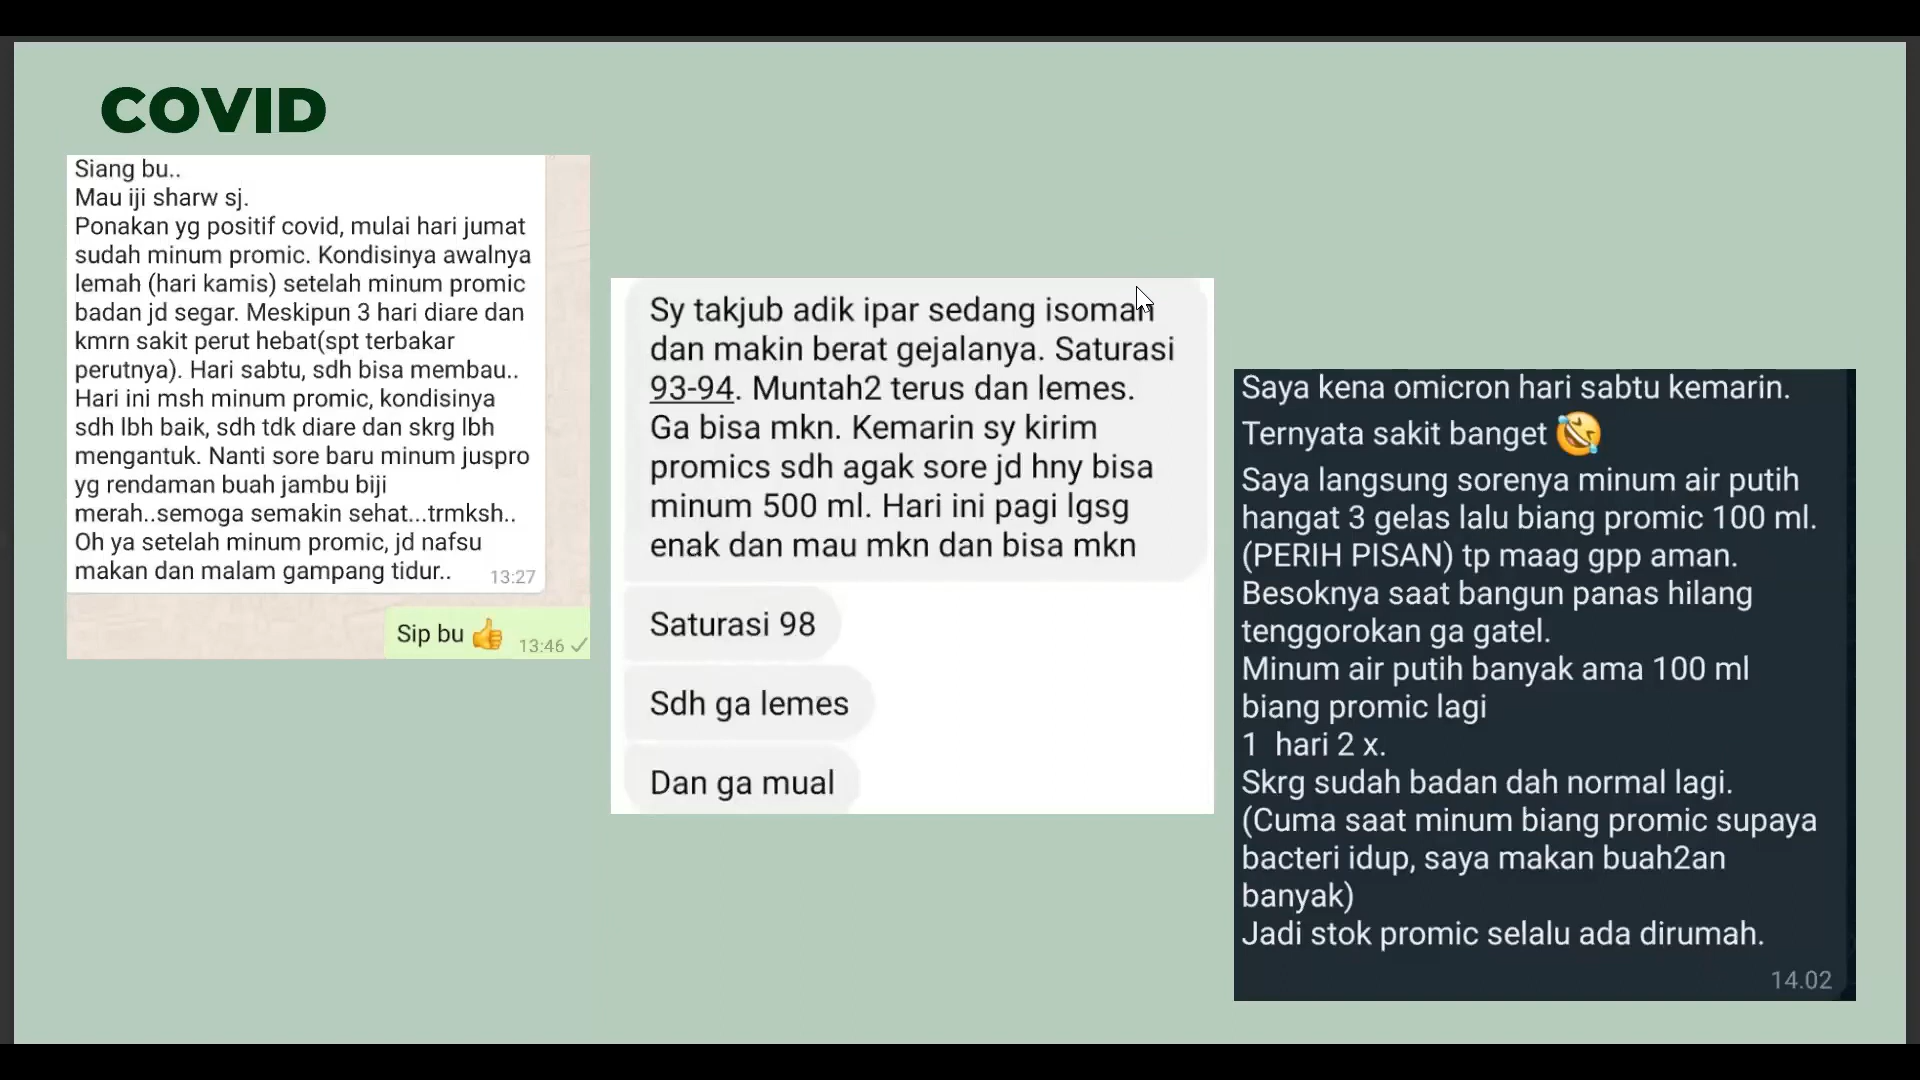 COVID
Siang bu..
Mau iji sharw sj.
Ponakan yg positif covid, mulai hari jumat
sudah minum promic. Kondisinya awalnya
lemah (hari kamis) setelah minum promic
badan jd segar. Meskipun 3 hari diare dan
kmrn sakit perut hebat(spt terbakar
perutnya). Hari sabtu, sdh bisa membau..
Hari ini msh minum promic, kondisinya
sdh lbh baik, sdh tdk diare dan skrg lbh
mengantuk. Nanti sore baru minum juspro
yg rendaman buah jambu biji
merah..semoga semakin sehat...trmksh..
Oh ya setelah minum promic, jd nafsu
makan dan malam gampang tidur.. 13:27
Sip bu 👍 13:46 ✓
Sy takjub adik ipar sedang isoman
dan makin berat gejalanya. Saturasi
93-94. Muntah2 terus dan lemes.
Ga bisa mkn. Kemarin sy kirim
promics sdh agak sore jd hny bisa
minum 500 ml. Hari ini pagi lgsg
enak dan mau mkn dan bisa mkn
Saturasi 98
Sdh ga lemes
Dan ga mual
Saya kena omicron hari sabtu kemarin.
Ternyata sakit banget 🤣
Saya langsung sorenya minum air putih
hangat 3 gelas lalu biang promic 100 ml.
(PERIH PISAN) tp maag gpp aman.
Besoknya saat bangun panas hilang
tenggorokan ga gatel.
Minum air putih banyak ama 100 ml
biang promic lagi
1 hari 2 x.
Skrg sudah badan dah normal lagi.
(Cuma saat minum biang promic supaya
bacteri idup, saya makan buah2an
banyak)
Jadi stok promic selalu ada dirumah.
14.02